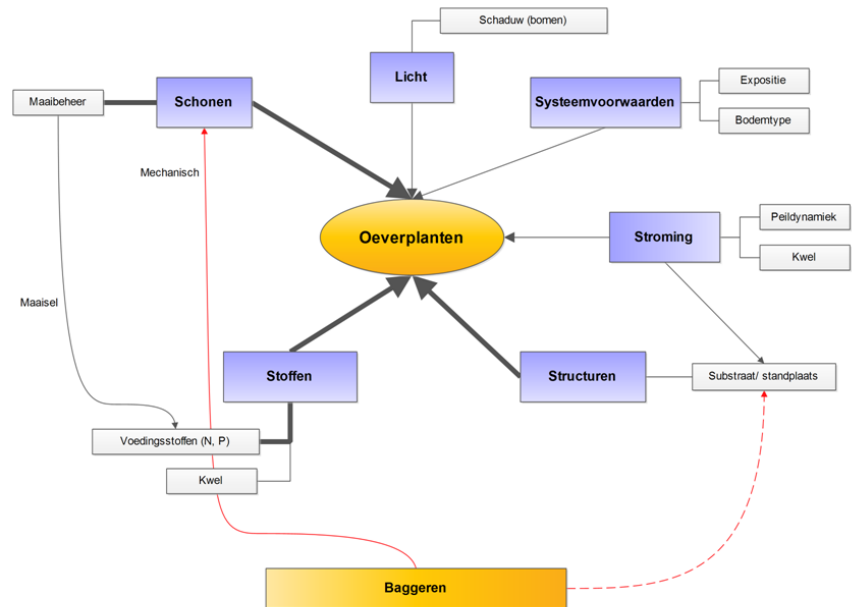 Schaduw (bomen)
Licht
Schonen
Maaibeheer
Systeemvoorwaarden
Expositie
Bodemtype
Mechanisch
Oeverplanten
Stroming
Peildynamiek
Kwel
Maaisel
Stoffen
Structuren
Substraat/ standplaats
Voedingsstoffen (N, P)
Kwel
Baggeren